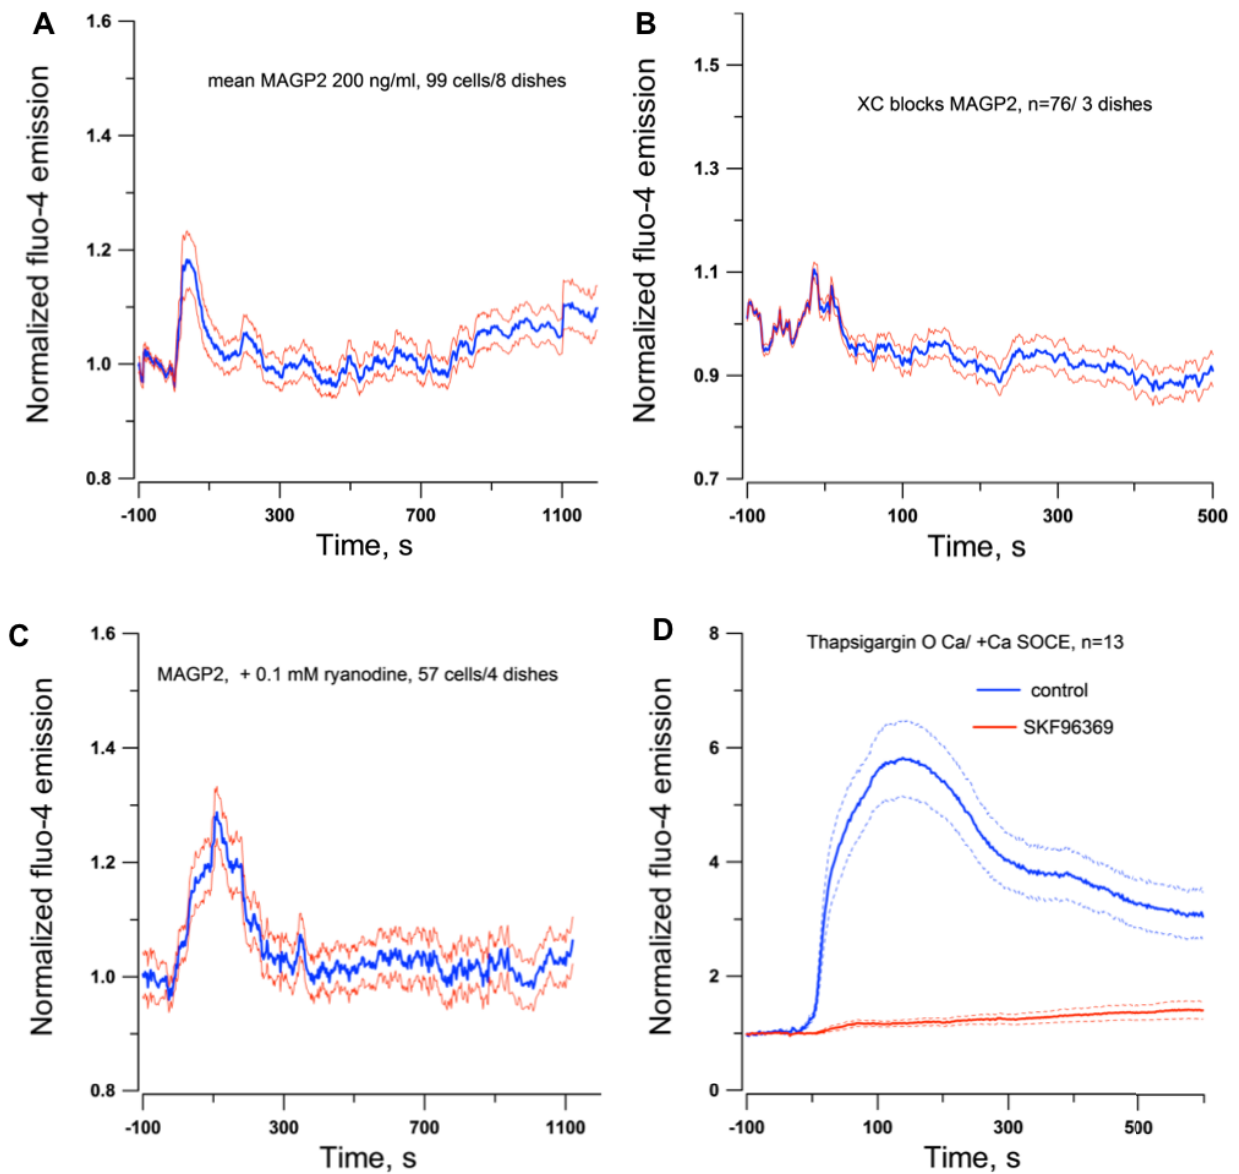 A
Normalized fluo-4 emission
1.6
1.4
1.2
1.0
0.8
mean MAGP2 200 ng/ml, 99 cells/8 dishes
-100
300
700
1100
Time, s
B
Normalized fluo-4 emission
1.5
1.3
1.1
0.9
0.7
XC blocks MAGP2, n=76/ 3 dishes
-100
100
300
500
Time, s
C
Normalized fluo-4 emission
1.6
1.4
1.2
1.0
0.8
MAGP2, + 0.1 mM ryanodine, 57 cells/4 dishes
-100
300
700
1100
Time, s
D
Normalized fluo-4 emission
8
6
4
2
0
Thapsigargin O Ca/ +Ca SOCE, n=13
control
SKF96369
-100
100
300
500
Time, s